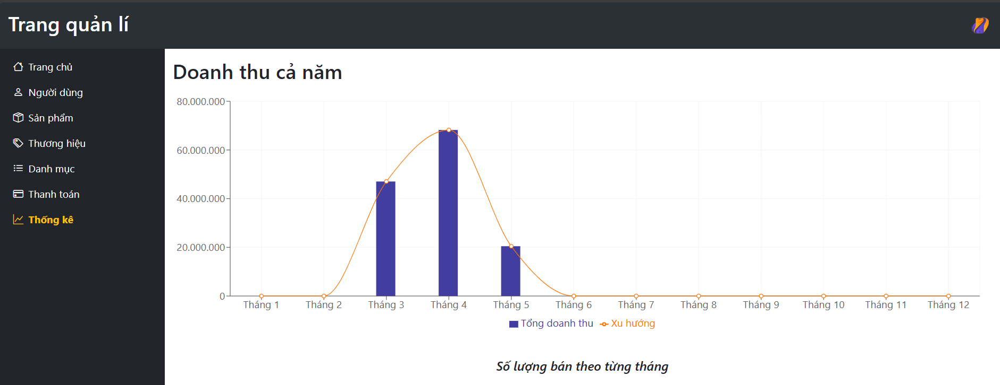 Trang quản lí
Trang chủ
Người dùng
Sản phẩm
Thương hiệu
Danh mục
Thanh toán
Thống kê
Doanh thu cả năm
80.000.000
60.000.000
40.000.000
20.000.000
0
Tháng 1 Tháng 2 Tháng 3 Tháng 4 Tháng 5 Tháng 6 Tháng 7 Tháng 8 Tháng 9 Tháng 10 Tháng 11 Tháng 12
Tổng doanh thu Xu hướng
Số lượng bán theo từng tháng